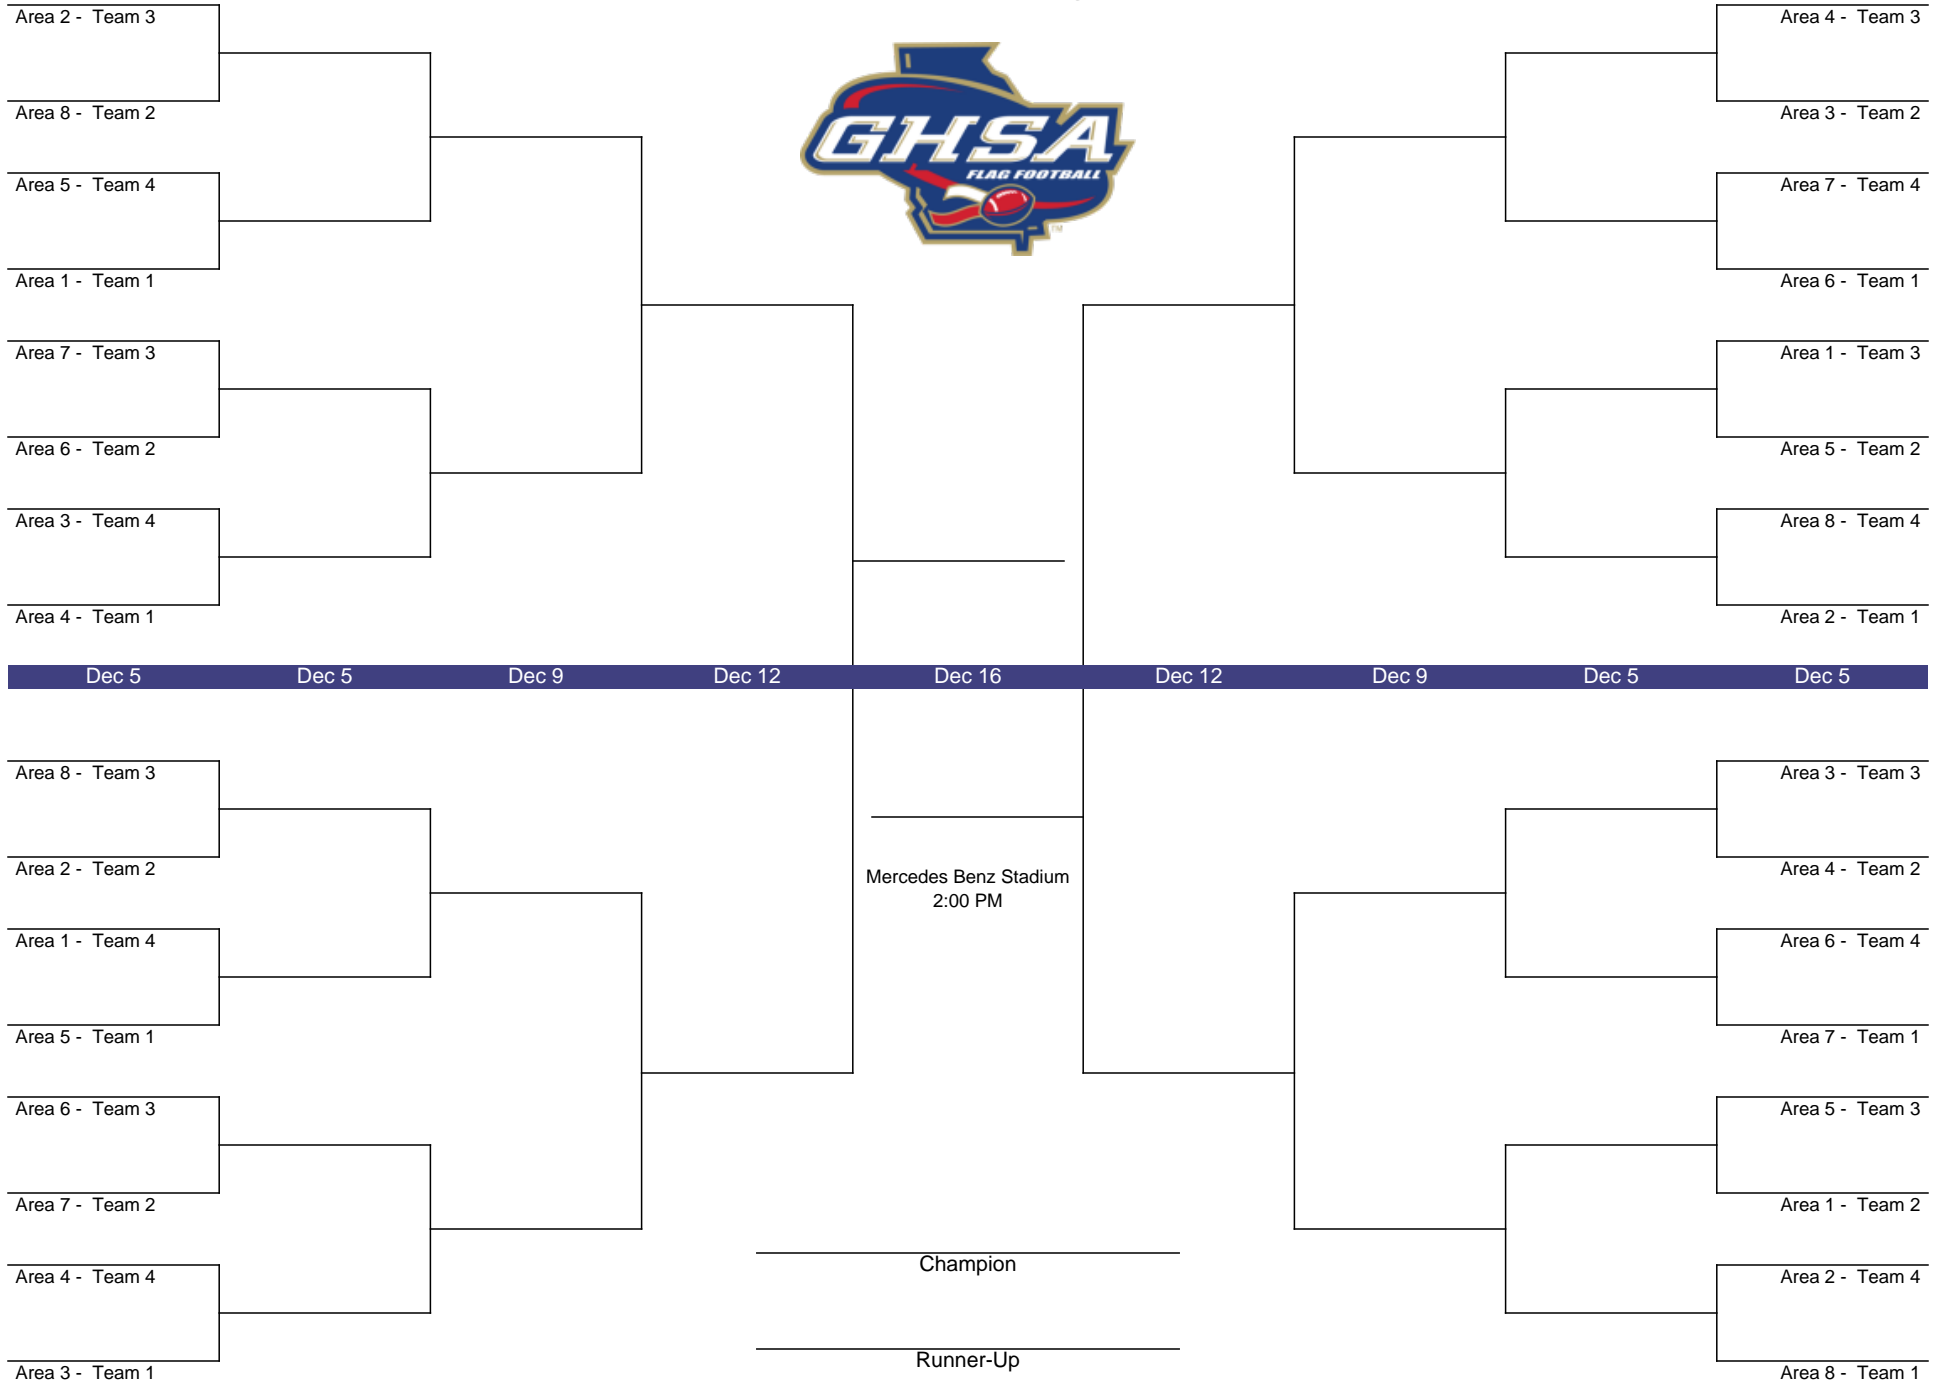 Area 2 - Team 3
Area 4 - Team 3
GHSA
Area 8 - Team 2
Area 3 - Team 2
FLAG FOOTBALL
Area 5 - Team 4
Area 7 - Team 4
TM
Area 1 - Team 1
Area 6 - Team 1
Area 7 - Team 3
Area 1 - Team 3
Area 6 - Team 2
Area 5 - Team 2
Area 3 - Team 4
Area 8 - Team 4
Area 4 - Team 1
Area 2 - Team 1
Dec 5 Dec 5 Dec 9 Dec 12 Dec 16 Dec 12 Dec 9 Dec 5 Dec 5
Area 8 - Team 3
Area 3 - Team 3
Area 2 - Team 2
Area 4 - Team 2
Mercedes Benz Stadium
2:00 PM
Area 1 - Team 4
Area 6 - Team 4
Area 5 - Team 1
Area 7 - Team 1
Area 6 - Team 3
Area 5 - Team 3
Area 7 - Team 2
Area 1 - Team 2
Champion
Area 4 - Team 4
Area 2 - Team 4
Runner-Up
Area 3 - Team 1
Area 8 - Team 1